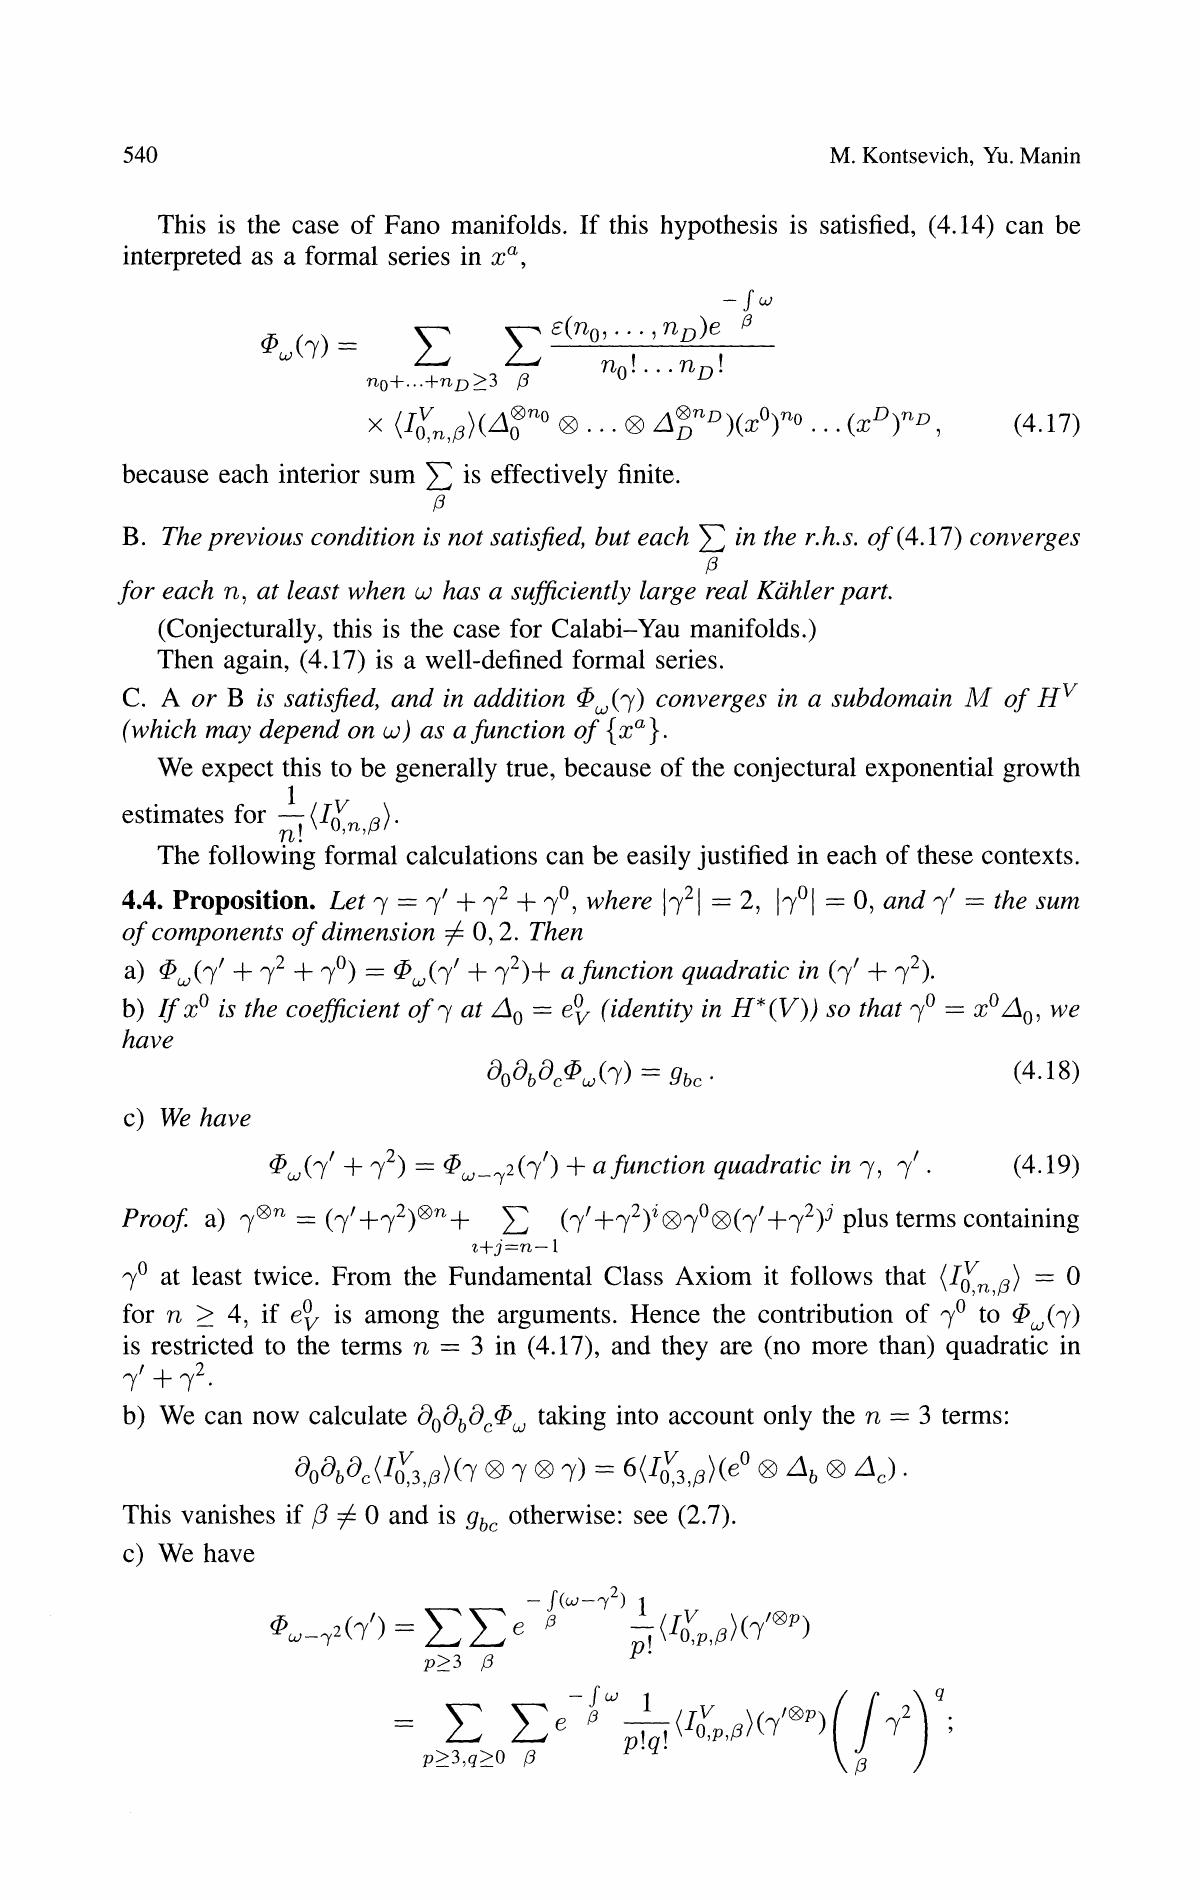 540 M. Kontsevich, Yu. Manin
This is the case of Fano manifolds. If this hypothesis is satisfied, (4.14) can be
interpreted as a formal series in $x^a$,
$\Phi_\omega(\gamma) = \sum_{n_0+\ldots+n_D \geq 3} \sum_\beta \frac{\varepsilon(n_0, \ldots, n_D) e^{-\int_\beta \omega}}{n_0! \ldots n_D!}$
$\times \langle I^V_{0,n,\beta} \rangle (\Delta_0^{\otimes n_0} \otimes \ldots \otimes \Delta_D^{\otimes n_D})(x^0)^{n_0} \ldots (x^D)^{n_D}$, (4.17)
because each interior sum $\sum_\beta$ is effectively finite.
B. The previous condition is not satisfied, but each $\sum_\beta$ in the r.h.s. of (4.17) converges
for each n, at least when $\omega$ has a sufficiently large real Kähler part.
(Conjecturally, this is the case for Calabi–Yau manifolds.)
Then again, (4.17) is a well-defined formal series.
C. A or B is satisfied, and in addition $\Phi_\omega(\gamma)$ converges in a subdomain M of $H^V$
(which may depend on $\omega$) as a function of $\{x^a\}$.
We expect this to be generally true, because of the conjectural exponential growth
estimates for $\frac{1}{n!} \langle I^V_{0,n,\beta} \rangle$.
The following formal calculations can be easily justified in each of these contexts.
4.4. Proposition. Let $\gamma = \gamma' + \gamma^2 + \gamma^0$, where $|\gamma^2| = 2$, $|\gamma^0| = 0$, and $\gamma'$ = the sum
of components of dimension $\neq 0, 2$. Then
a) $\Phi_\omega(\gamma' + \gamma^2 + \gamma^0) = \Phi_\omega(\gamma' + \gamma^2) +$ a function quadratic in $(\gamma' + \gamma^2)$.
b) If $x^0$ is the coefficient of $\gamma$ at $\Delta_0 = e^0_V$ (identity in $H^*(V)$) so that $\gamma^0 = x^0 \Delta_0$, we
have
$\partial_0 \partial_b \partial_c \Phi_\omega(\gamma) = g_{bc}$. (4.18)
c) We have
$\Phi_\omega(\gamma' + \gamma^2) = \Phi_{\omega-\gamma^2}(\gamma') +$ a function quadratic in $\gamma$, $\gamma'$. (4.19)
Proof. a) $\gamma^{\otimes n} = (\gamma'+\gamma^2)^{\otimes n} + \sum_{i+j=n-1} (\gamma'+\gamma^2)^i \otimes \gamma^0 \otimes (\gamma'+\gamma^2)^j$ plus terms containing
$\gamma^0$ at least twice. From the Fundamental Class Axiom it follows that $\langle I^V_{0,n,\beta} \rangle = 0$
for $n \geq 4$, if $e^0_V$ is among the arguments. Hence the contribution of $\gamma^0$ to $\Phi_\omega(\gamma)$
is restricted to the terms $n = 3$ in (4.17), and they are (no more than) quadratic in
$\gamma' + \gamma^2$.
b) We can now calculate $\partial_0 \partial_b \partial_c \Phi_\omega$ taking into account only the $n = 3$ terms:
$\partial_0 \partial_b \partial_c \langle I^V_{0,3,\beta} \rangle (\gamma \otimes \gamma \otimes \gamma) = 6 \langle I^V_{0,3,\beta} \rangle (e^0 \otimes \Delta_b \otimes \Delta_c)$.
This vanishes if $\beta \neq 0$ and is $g_{bc}$ otherwise: see (2.7).
c) We have
$\Phi_{\omega-\gamma^2}(\gamma') = \sum_{p \geq 3} \sum_\beta e^{-\int_\beta (\omega-\gamma^2)} \frac{1}{p!} \langle I^V_{0,p,\beta} \rangle (\gamma'^{\otimes p})$
$= \sum_{p \geq 3, q \geq 0} \sum_\beta e^{-\int_\beta \omega} \frac{1}{p!q!} \langle I^V_{0,p,\beta} \rangle (\gamma'^{\otimes p}) \left( \int_\beta \gamma^2 \right)^q$;